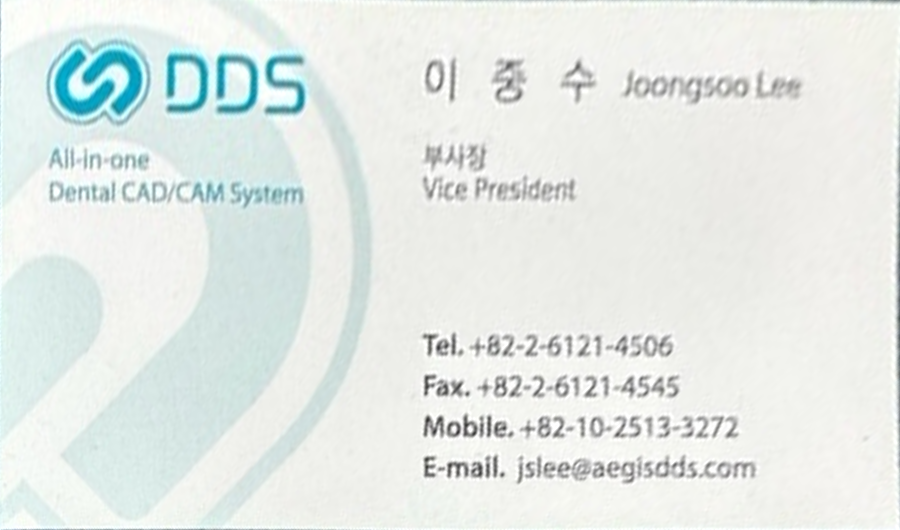 DDS
All-in-one
Dental CAD/CAM System
이 중 수 Joongsoo Lee
부사장
Vice President
Tel. +82-2-6121-4506
Fax. +82-2-6121-4545
Mobile. +82-10-2513-3272
E-mail. jslee@aegisdds.com